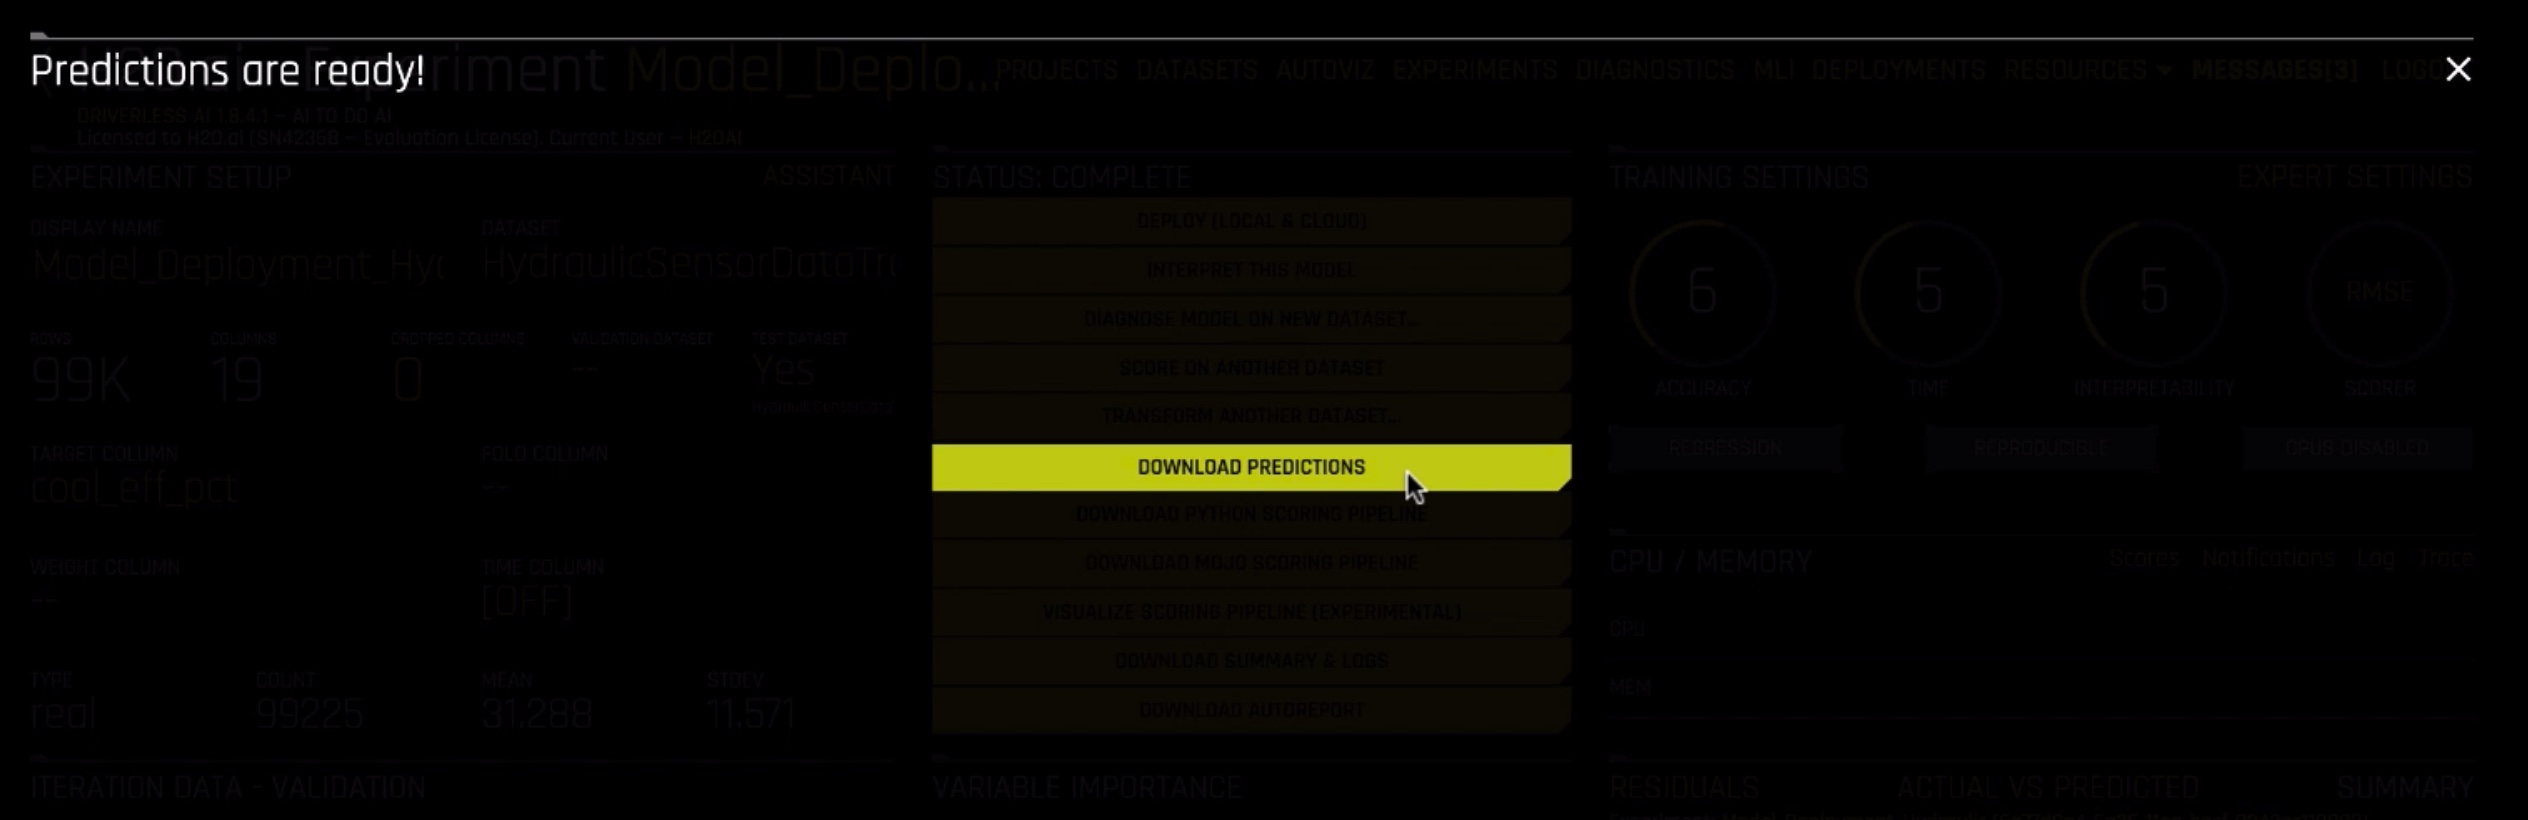 Predictions are ready!
Experiment Model_Deplo...
PROJECTS DATASETS AUTOVIZ EXPERIMENTS DIAGNOSTICS MLI DEPLOYMENTS RESOURCES MESSAGES[3] LOGO
DRIVERLESS AI 1.8.4.1 – AI TO DO AI
Licensed to H2O.ai (SN4236B – Evaluation License). Current User – H2OAI
EXPERIMENT SETUP
ASSISTANT
DISPLAY NAME
Model_Deployment_Hy
DATASET
HydraulicSensorDataTr
ROWS
99K
COLUMNS
19
DROPPED COLUMNS
0
VALIDATION DATASET
--
TEST DATASET
Yes
TARGET COLUMN
cool_eff_pct
FOLD COLUMN
--
WEIGHT COLUMN
--
TIME COLUMN
[OFF]
TYPE
real
COUNT
99225
MEAN
31.288
STDEV
11.571
ITERATION DATA - VALIDATION
STATUS: COMPLETE
DEPLOY (LOCAL & CLOUD)
INTERPRET THIS MODEL
DIAGNOSE MODEL ON NEW DATASET...
SCORE ON ANOTHER DATASET
TRANSFORM ANOTHER DATASET...
DOWNLOAD PREDICTIONS
DOWNLOAD PYTHON SCORING PIPELINE
DOWNLOAD MOJO SCORING PIPELINE
VISUALIZE SCORING PIPELINE (EXPERIMENTAL)
DOWNLOAD SUMMARY & LOGS
DOWNLOAD AUTOREPORT
VARIABLE IMPORTANCE
TRAINING SETTINGS
EXPERT SETTINGS
6
ACCURACY
5
TIME
5
INTERPRETABILITY
RMSE
SCORER
REGRESSION
REPRODUCIBLE
GPUS DISABLED
CPU / MEMORY
Scores Notifications Log Trace
CPU
MEM
RESIDUALS
ACTUAL VS PREDICTED
SUMMARY